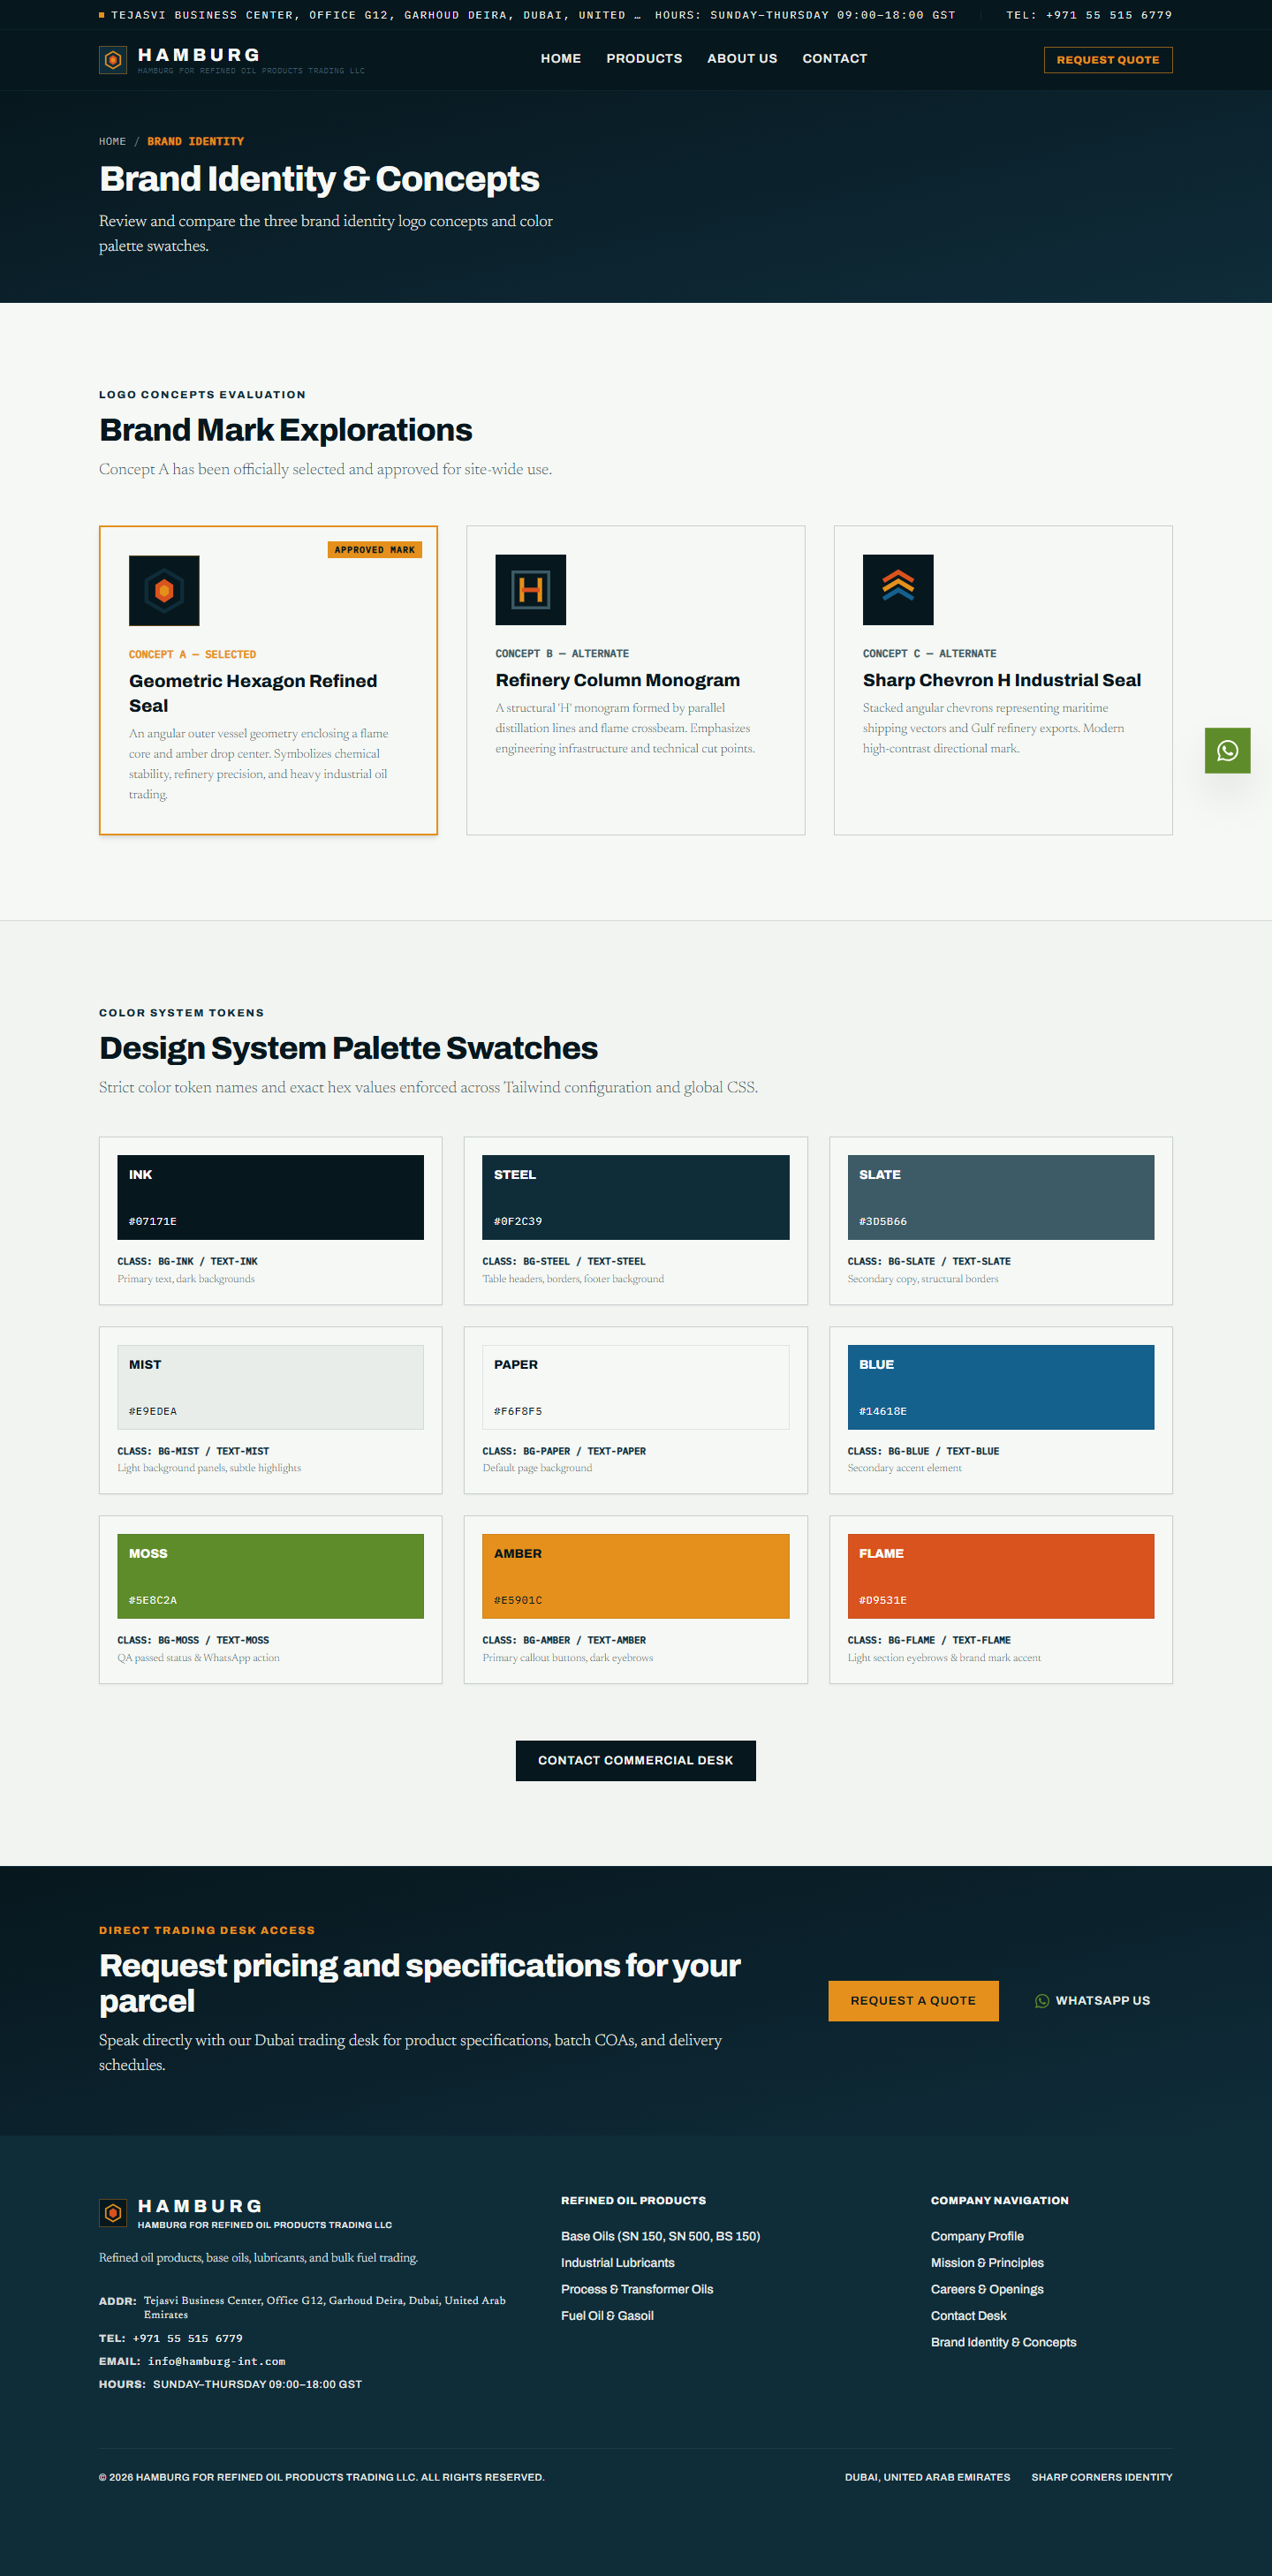 TEJASVI BUSINESS CENTER, OFFICE G12, GARHOUD DEIRA, DUBAI, UNITED …
HOURS: SUNDAY–THURSDAY 09:00–18:00 GST
TEL: +971 55 515 6779
HAMBURG
HAMBURG FOR REFINED OIL PRODUCTS TRADING LLC
HOME
PRODUCTS
ABOUT US
CONTACT
REQUEST QUOTE
HOME / BRAND IDENTITY
Brand Identity & Concepts
Review and compare the three brand identity logo concepts and color
palette swatches.
LOGO CONCEPTS EVALUATION
Brand Mark Explorations
Concept A has been officially selected and approved for site-wide use.
APPROVED MARK
CONCEPT A — SELECTED
Geometric Hexagon Refined
Seal
An angular outer vessel geometry enclosing a flame
core and amber drop center. Symbolizes chemical
stability, refinery precision, and heavy industrial oil
trading.
H
CONCEPT B — ALTERNATE
Refinery Column Monogram
A structural 'H' monogram formed by parallel
distillation lines and flame crossbeam. Emphasizes
engineering infrastructure and technical cut points.
CONCEPT C — ALTERNATE
Sharp Chevron H Industrial Seal
Stacked angular chevrons representing maritime
shipping vectors and Gulf refinery exports. Modern
high-contrast directional mark.
COLOR SYSTEM TOKENS
Design System Palette Swatches
Strict color token names and exact hex values enforced across Tailwind configuration and global CSS.
INK
#07171E
CLASS: BG-INK / TEXT-INK
Primary text, dark backgrounds
STEEL
#0F2C39
CLASS: BG-STEEL / TEXT-STEEL
Table headers, borders, footer background
SLATE
#3D5B66
CLASS: BG-SLATE / TEXT-SLATE
Secondary copy, structural borders
MIST
#E9EDEA
CLASS: BG-MIST / TEXT-MIST
Light background panels, subtle highlights
PAPER
#F6F8F5
CLASS: BG-PAPER / TEXT-PAPER
Default page background
BLUE
#14618E
CLASS: BG-BLUE / TEXT-BLUE
Secondary accent element
MOSS
#5E8C2A
CLASS: BG-MOSS / TEXT-MOSS
QA passed status & WhatsApp action
AMBER
#E5901C
CLASS: BG-AMBER / TEXT-AMBER
Primary callout buttons, dark eyebrows
FLAME
#D9531E
CLASS: BG-FLAME / TEXT-FLAME
Light section eyebrows & brand mark accent
CONTACT COMMERCIAL DESK
DIRECT TRADING DESK ACCESS
Request pricing and specifications for your
parcel
Speak directly with our Dubai trading desk for product specifications, batch COAs, and delivery
schedules.
REQUEST A QUOTE
WHATSAPP US
HAMBURG
HAMBURG FOR REFINED OIL PRODUCTS TRADING LLC
Refined oil products, base oils, lubricants, and bulk fuel trading.
ADDR: Tejasvi Business Center, Office G12, Garhoud Deira, Dubai, United Arab
Emirates
TEL: +971 55 515 6779
EMAIL: info@hamburg-int.com
HOURS: SUNDAY–THURSDAY 09:00–18:00 GST
REFINED OIL PRODUCTS
Base Oils (SN 150, SN 500, BS 150)
Industrial Lubricants
Process & Transformer Oils
Fuel Oil & Gasoil
COMPANY NAVIGATION
Company Profile
Mission & Principles
Careers & Openings
Contact Desk
Brand Identity & Concepts
© 2026 HAMBURG FOR REFINED OIL PRODUCTS TRADING LLC. ALL RIGHTS RESERVED.
DUBAI, UNITED ARAB EMIRATES
SHARP CORNERS IDENTITY